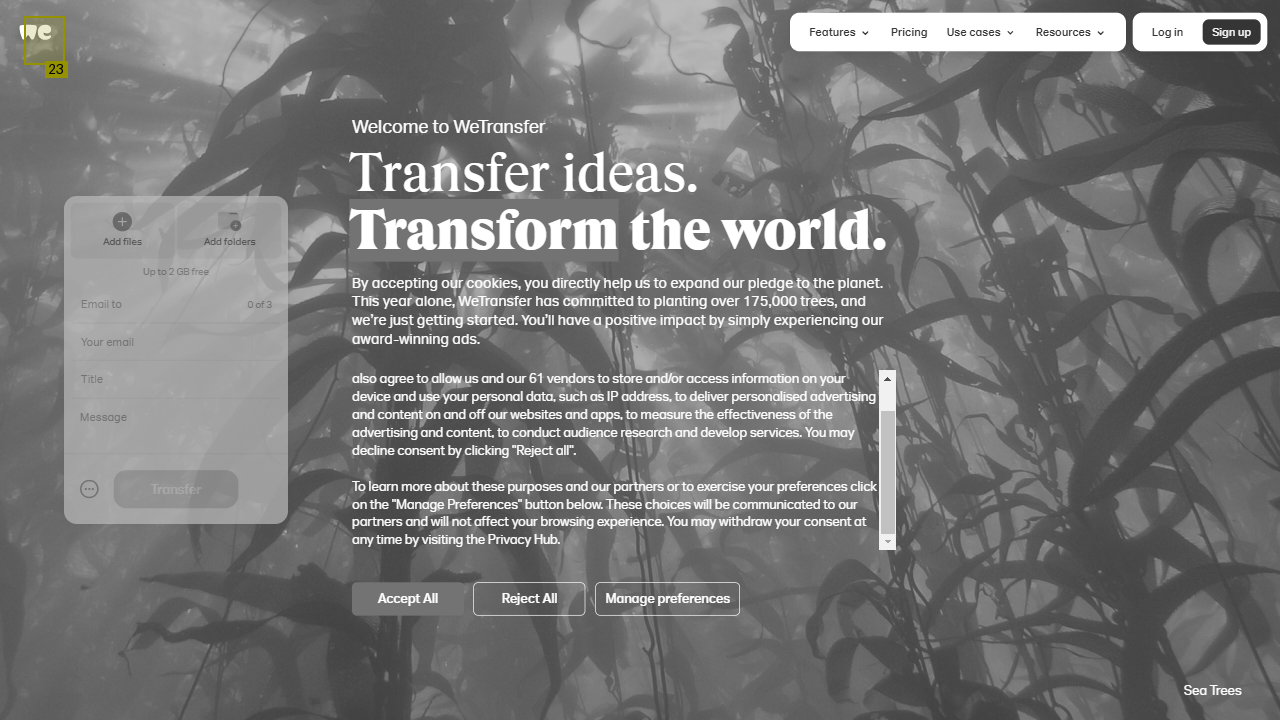 we
23
Features
Pricing
Use cases
Resources
Log in
Sign up
Welcome to WeTransfer
Transfer ideas.
Transform the world.
Add files
Add folders
Up to 2 GB free
Email to
0 of 3
Your email
Title
Message
Transfer
By accepting our cookies, you directly help us to expand our pledge to the planet.
This year alone, WeTransfer has committed to planting over 175,000 trees, and
we're just getting started. You'll have a positive impact by simply experiencing our
award-winning ads.
also agree to allow us and our 61 vendors to store and/or access information on your
device and use your personal data, such as IP address, to deliver personalised advertising
and content on and off our websites and apps, to measure the effectiveness of the
advertising and content, to conduct audience research and develop services. You may
decline consent by clicking "Reject all".
To learn more about these purposes and our partners or to exercise your preferences click
on the "Manage Preferences" button below. These choices will be communicated to our
partners and will not affect your browsing experience. You may withdraw your consent at
any time by visiting the Privacy Hub.
Accept All
Reject All
Manage preferences
Sea Trees